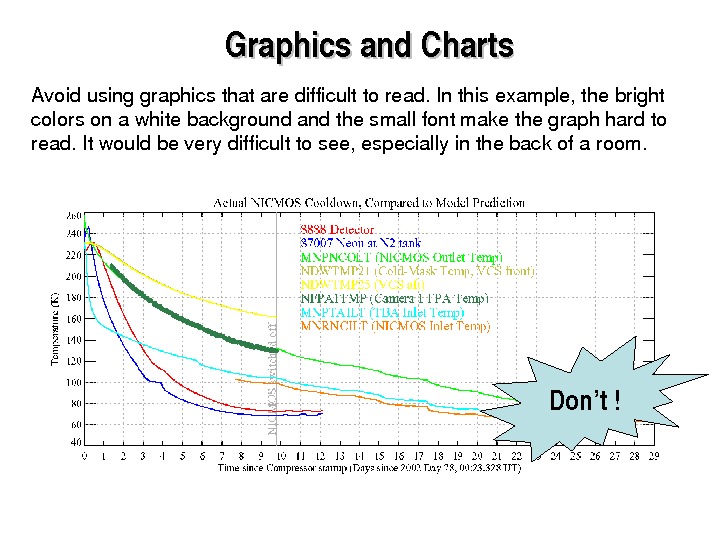 Graphics and Charts
Avoid using graphics that are difficult to read. In this example, the bright
colors on a white background and the small font make the graph hard to
read. It would be very difficult to see, especially in the back of a room.
Actual NICMOS Cooldown, Compared to Model Prediction
Temperature (K)
260
240
220
200
180
160
140
120
100
80
60
40
S888 Detector
S7007 Neon at N2 tank
MNPNCOLT (NICMOS Outlet Temp)
NDWTMP21 (Cold-Mask Temp, VCS front)
NDWTMP25 (VCS aft)
NPPAITMP (Camera 1 FPA Temp)
MNPTAILT (TBA Inlet Temp)
MNRNCILT (NICMOS Inlet Temp)
NICMOS switched off
Don't !
0 1 2 3 4 5 6 7 8 9 10 11 12 13 14 15 16 17 18 19 20 21 22 23 24 25 26 27 28 29
Time since Compressor startup (Days since 2002 Day 78, 00:23.328 UT)